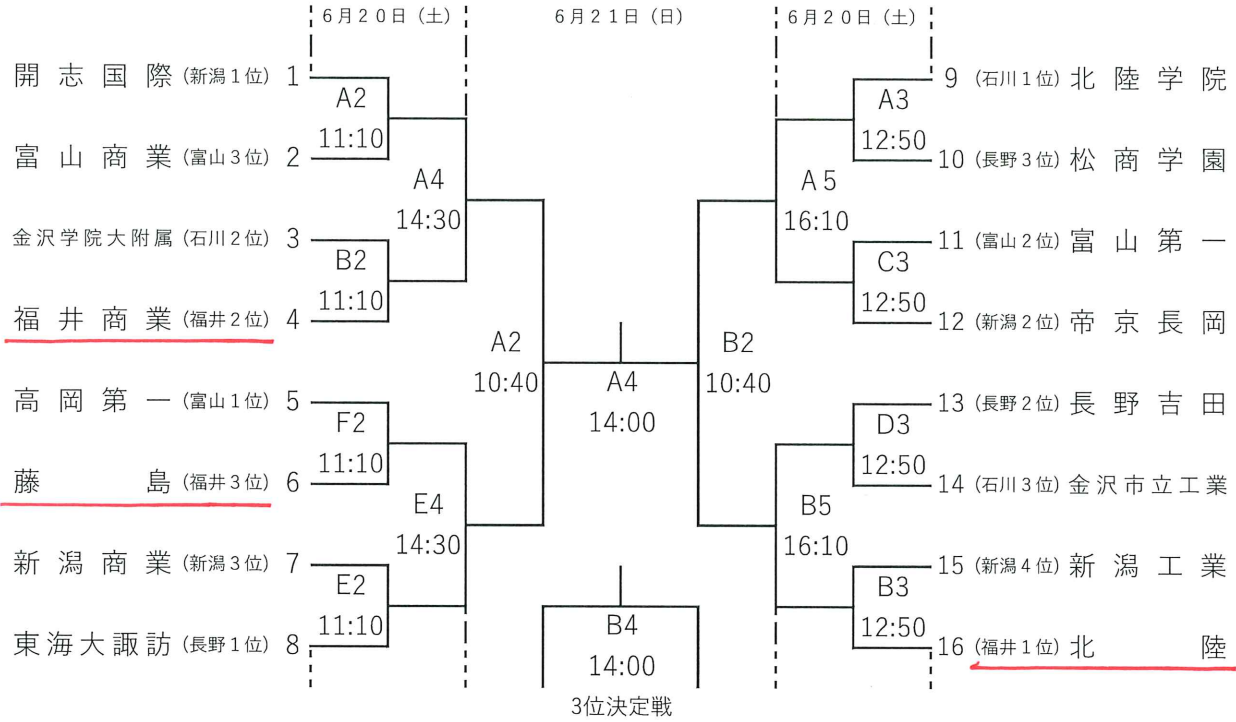 6月20日（土）
6月21日（日）
6月20日（土）
開志国際（新潟1位）1
富山商業（富山3位）2
金沢学院大附属（石川2位）3
福井商業（福井2位）4
高岡第一（富山1位）5
藤島（福井3位）6
新潟商業（新潟3位）7
東海大諏訪（長野1位）8
A2
11:10
B2
11:10
F2
11:10
E2
11:10
A4
14:30
E4
14:30
A2
10:40
A4
14:00
B4
14:00
3位決定戦
B2
10:40
A5
16:10
B5
16:10
A3
12:50
C3
12:50
D3
12:50
B3
12:50
9（石川1位）北陸学院
10（長野3位）松商学園
11（富山2位）富山第一
12（新潟2位）帝京長岡
13（長野2位）長野吉田
14（石川3位）金沢市立工業
15（新潟4位）新潟工業
16（福井1位）北陸